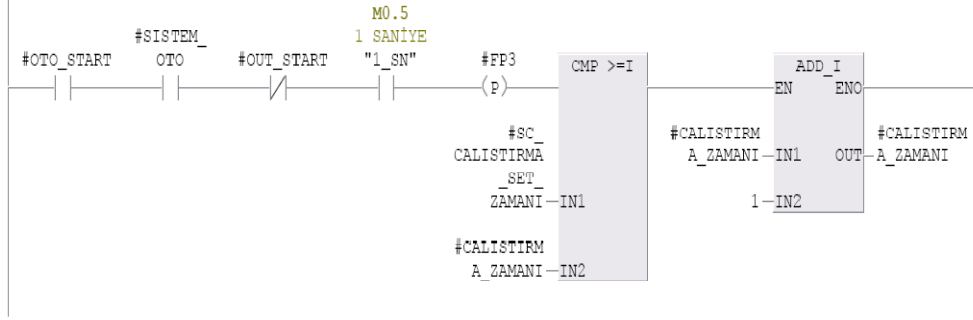 M0.5
1 SANİYE
"1_SN"
#OTO_START
#SISTEM_
OTO
#OUT_START
#FP3
(P)
CMP >=I
#SC_
CALISTIRMA
_SET_
ZAMANI
IN1
#CALISTIRM
A_ZAMANI
IN2
ADD_I
EN ENO
#CALISTIRM
A_ZAMANI
IN1 OUT
#CALISTIRM
A_ZAMANI
1 IN2